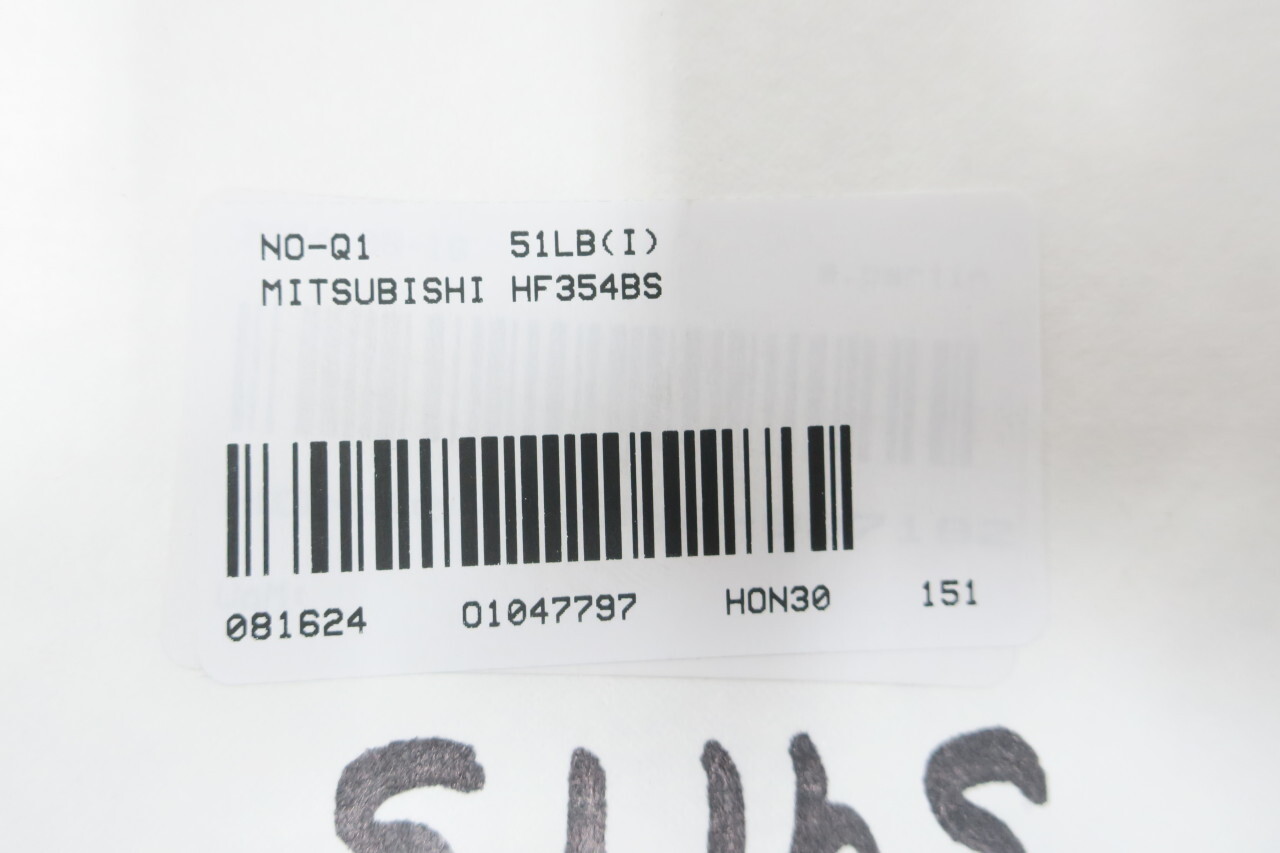 NO-Q1 51LB(I)
MITSUBISHI HF354BS
081624 01047797 HON30 151